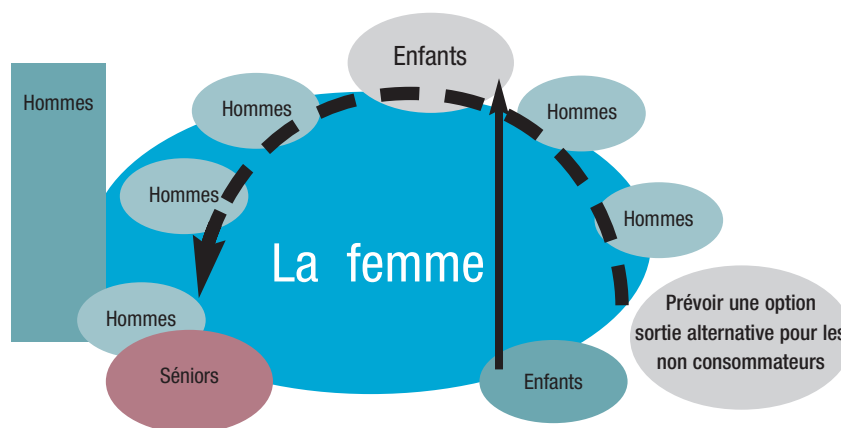 Enfants
Hommes
Hommes
Hommes
Hommes
Hommes
La femme
Hommes
Prévoir une option
sortie alternative pour les
non consommateurs
Séniors
Enfants